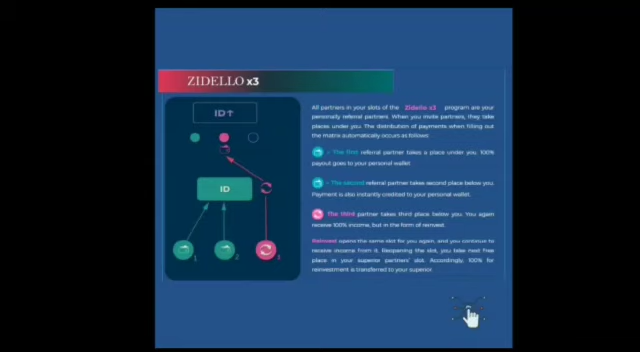 ZIDELLO x3
ID↑
All partners in your slots of the Zidello x3 program are your
personally referral partners. When you invite partners, they take
places under you. The distribution of payments when filling out
the Matrix automatically occurs as follows:
ID
– The first referral partner takes a place under you, 100%
payout goes to your personal wallet.
– The second referral partner takes second place below you.
Payment is also instantly credited to your personal wallet.
The third partner takes third place below you. You again
receive 100% income, but in the form of reinvest.
1
2
3
Reinvest opens the same slot for you again, and you continue to
receive income from it. Reopening the slot, you take next free
place in your superior partners' slot. Accordingly, 100% for
reinvestment is transferred to your superior.